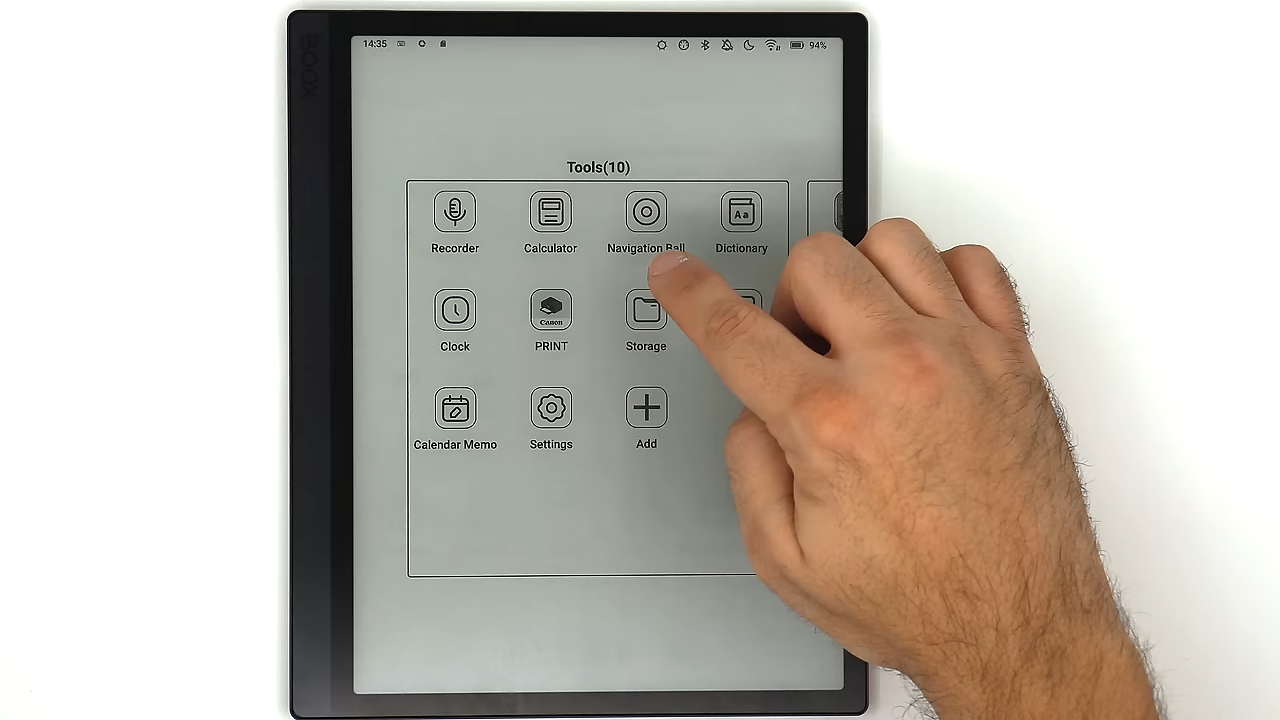 BOOX
14:35 94%
Tools(10)
Recorder Calculator Navigation Ball Dictionary
Aa
Canon
Clock PRINT Storage
Calendar Memo Settings Add